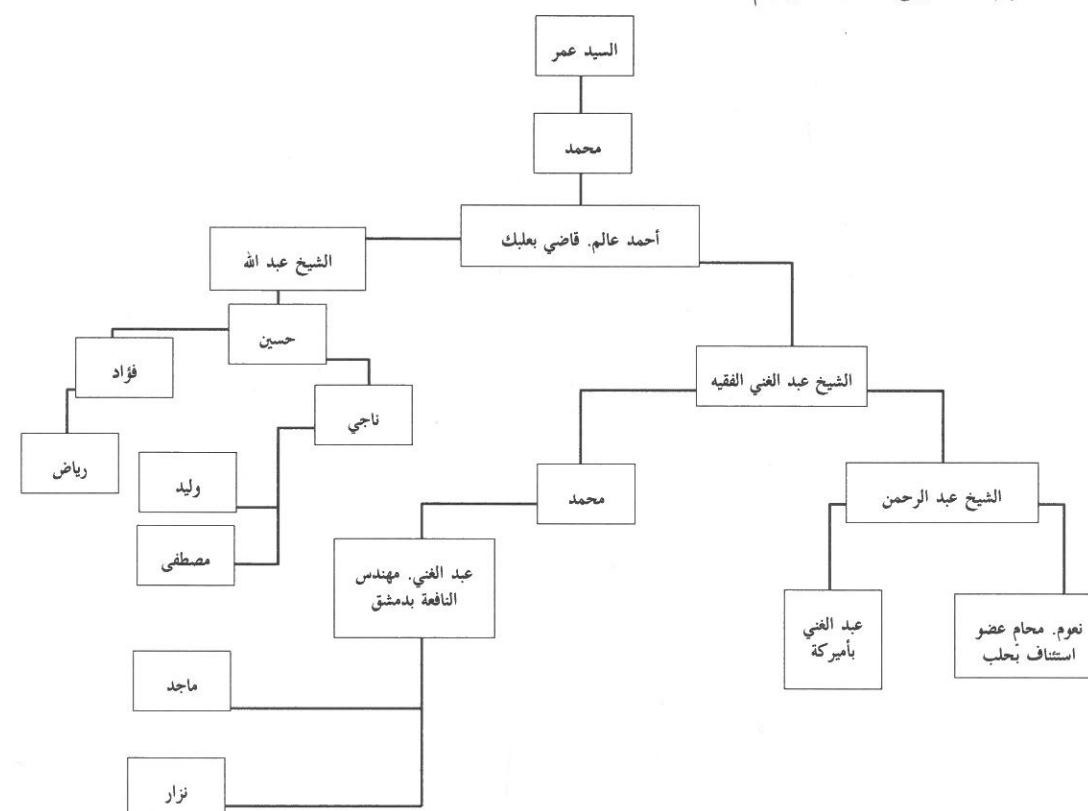 السيد عمر
محمد
أحمد عالم. قاضي بعلبك
الشيخ عبد الله
حسين
فؤاد
الشيخ عبد الغني الفقيه
ناجي
رياض
وليد
محمد
الشيخ عبد الرحمن
مصطفى
عبد الغني. مهندس
النافعة بدمشق
عبد الغني
بأميركة
نعوم. محامٍ عضو
استئناف بحلب
ماجد
نزار